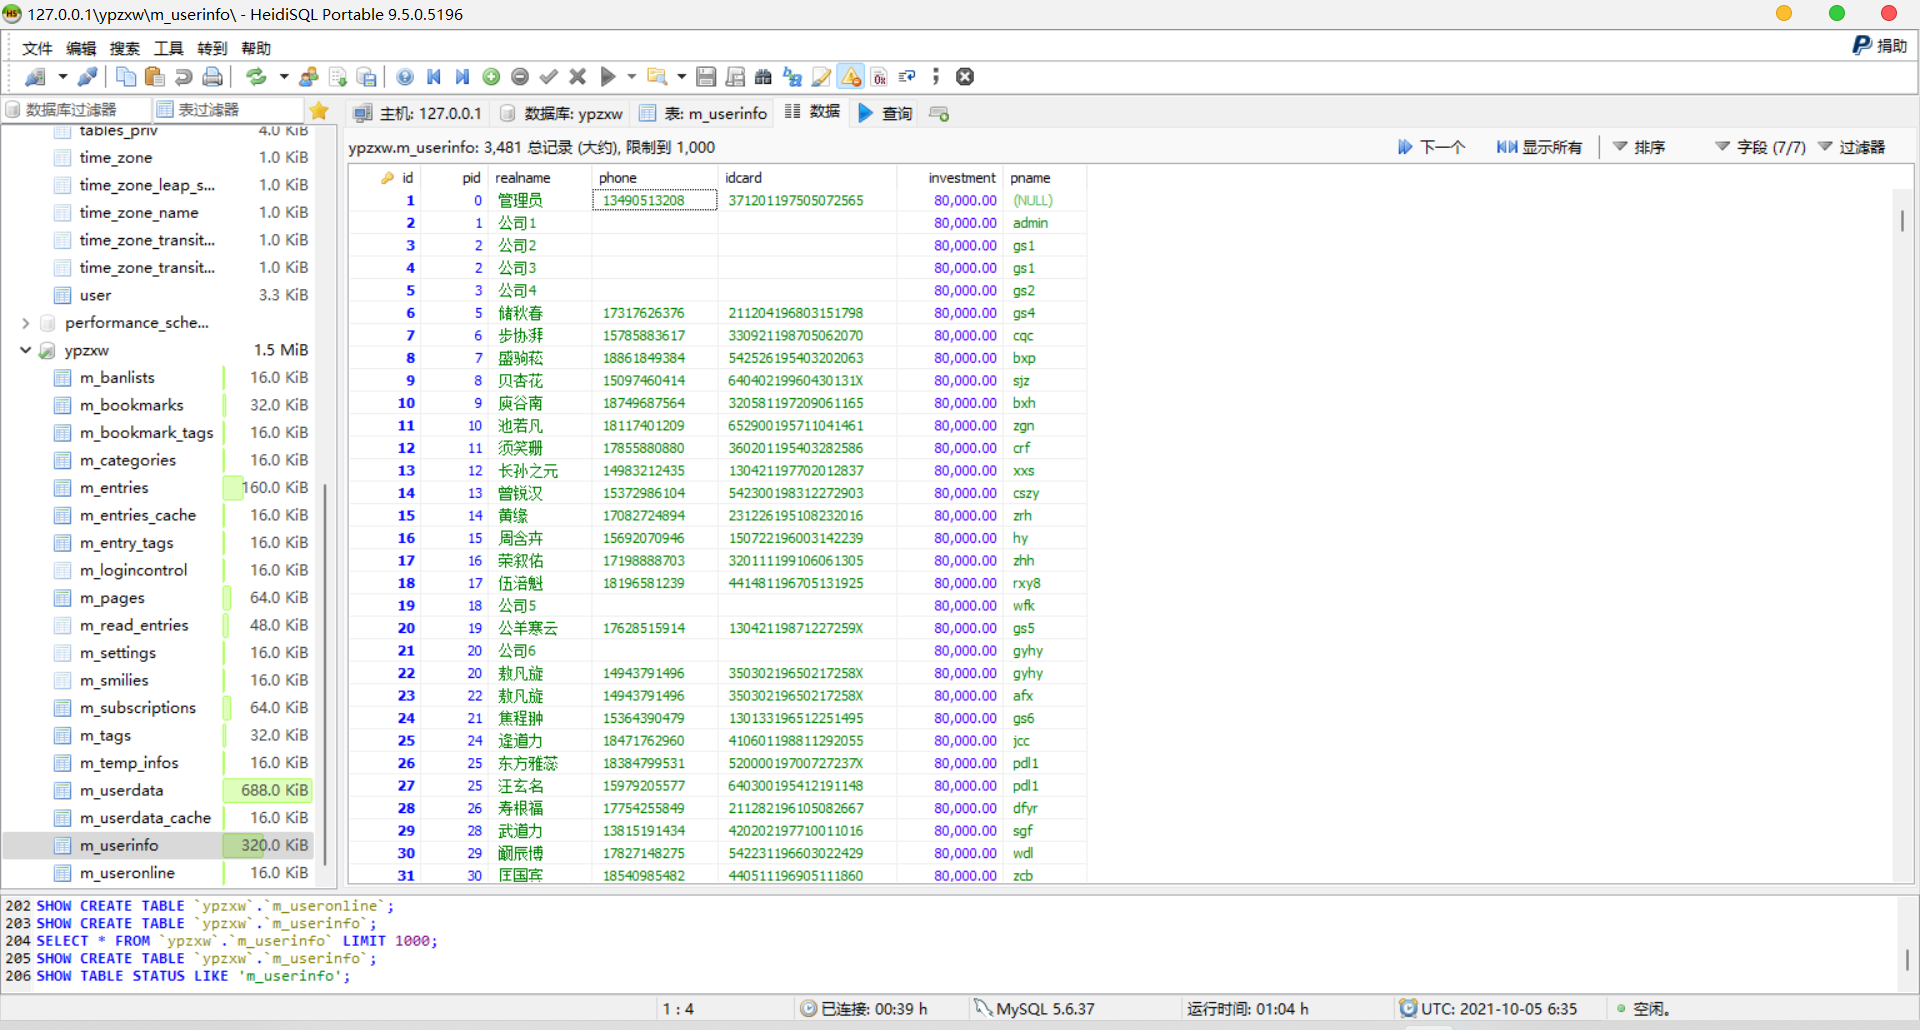 127.0.0.1\ypzxw\m_userinfo\ - HeidiSQL Portable 9.5.0.5196
文件 编辑 搜索 工具 转到 帮助
捐助
数据库过滤器 表过滤器
主机: 127.0.0.1 数据库: ypzxw 表: m_userinfo 数据 查询
ypzxw.m_userinfo: 3,481 总记录 (大约), 限制到 1,000
下一个 显示所有 排序 字段 (7/7) 过滤器
tables_priv 4.0 KiB
time_zone 1.0 KiB
time_zone_leap_s... 1.0 KiB
time_zone_name 1.0 KiB
time_zone_transit... 1.0 KiB
time_zone_transit... 1.0 KiB
user 3.3 KiB
performance_sche...
ypzxw 1.5 MiB
m_banlists 16.0 KiB
m_bookmarks 32.0 KiB
m_bookmark_tags 16.0 KiB
m_categories 16.0 KiB
m_entries 160.0 KiB
m_entries_cache 16.0 KiB
m_entry_tags 16.0 KiB
m_logincontrol 16.0 KiB
m_pages 64.0 KiB
m_read_entries 48.0 KiB
m_settings 16.0 KiB
m_smilies 16.0 KiB
m_subscriptions 64.0 KiB
m_tags 32.0 KiB
m_temp_infos 16.0 KiB
m_userdata 688.0 KiB
m_userdata_cache 16.0 KiB
m_userinfo 320.0 KiB
m_useronline 16.0 KiB
id pid realname phone idcard investment pname
1 0 管理员 13490513208 371201197505072565 80,000.00 (NULL)
2 1 公司1 80,000.00 admin
3 2 公司2 80,000.00 gs1
4 2 公司3 80,000.00 gs1
5 3 公司4 80,000.00 gs2
6 5 储秋春 17317626376 211204196803151798 80,000.00 gs4
7 6 步协湃 15785883617 330921198705062070 80,000.00 cqc
8 7 盛驹菘 18861849384 542526195403202063 80,000.00 bxp
9 8 贝杏花 15097460414 64040219960430131X 80,000.00 sjz
10 9 庾谷南 18749687564 320581197209061165 80,000.00 bxh
11 10 池若凡 18117401209 652900195711041461 80,000.00 zgn
12 11 须笑珊 17855880880 360201195403282586 80,000.00 crf
13 12 长孙之元 14983212435 130421197702012837 80,000.00 xxs
14 13 曾锐汉 15372986104 542300198312272903 80,000.00 cszy
15 14 黄缘 17082724894 231226195108232016 80,000.00 zrh
16 15 周含卉 15692070946 150722196003142239 80,000.00 hy
17 16 荣叙佑 17198888703 320111199106061305 80,000.00 zhh
18 17 伍涪魁 18196581239 441481196705131925 80,000.00 rxy8
19 18 公司5 80,000.00 wfk
20 19 公羊寒云 17628515914 13042119871227259X 80,000.00 gs5
21 20 公司6 80,000.00 gyhy
22 20 敖凡旋 14943791496 35030219650217258X 80,000.00 gyhy
23 22 敖凡旋 14943791496 35030219650217258X 80,000.00 afx
24 21 焦程翀 15364390479 130133196512251495 80,000.00 gs6
25 24 逄道力 18471762960 410601198811292055 80,000.00 jcc
26 25 东方雅蕊 18384799531 52000019700727237X 80,000.00 pdl1
27 25 汪玄名 15979205577 640300195412191148 80,000.00 pdl1
28 26 寿根福 17754255849 211282196105082667 80,000.00 dfyr
29 28 武道力 13815191434 420202197710011016 80,000.00 sgf
30 29 阚辰博 17827148275 542231196603022429 80,000.00 wdl
31 30 匡国宾 18540985482 440511196905111860 80,000.00 zcb
202 SHOW CREATE TABLE `ypzxw`.`m_useronline`;
203 SHOW CREATE TABLE `ypzxw`.`m_userinfo`;
204 SELECT * FROM `ypzxw`.`m_userinfo` LIMIT 1000;
205 SHOW CREATE TABLE `ypzxw`.`m_userinfo`;
206 SHOW TABLE STATUS LIKE 'm_userinfo';
1 : 4 已连接: 00:39 h MySQL 5.6.37 运行时间: 01:04 h UTC: 2021-10-05 6:35 空闲。